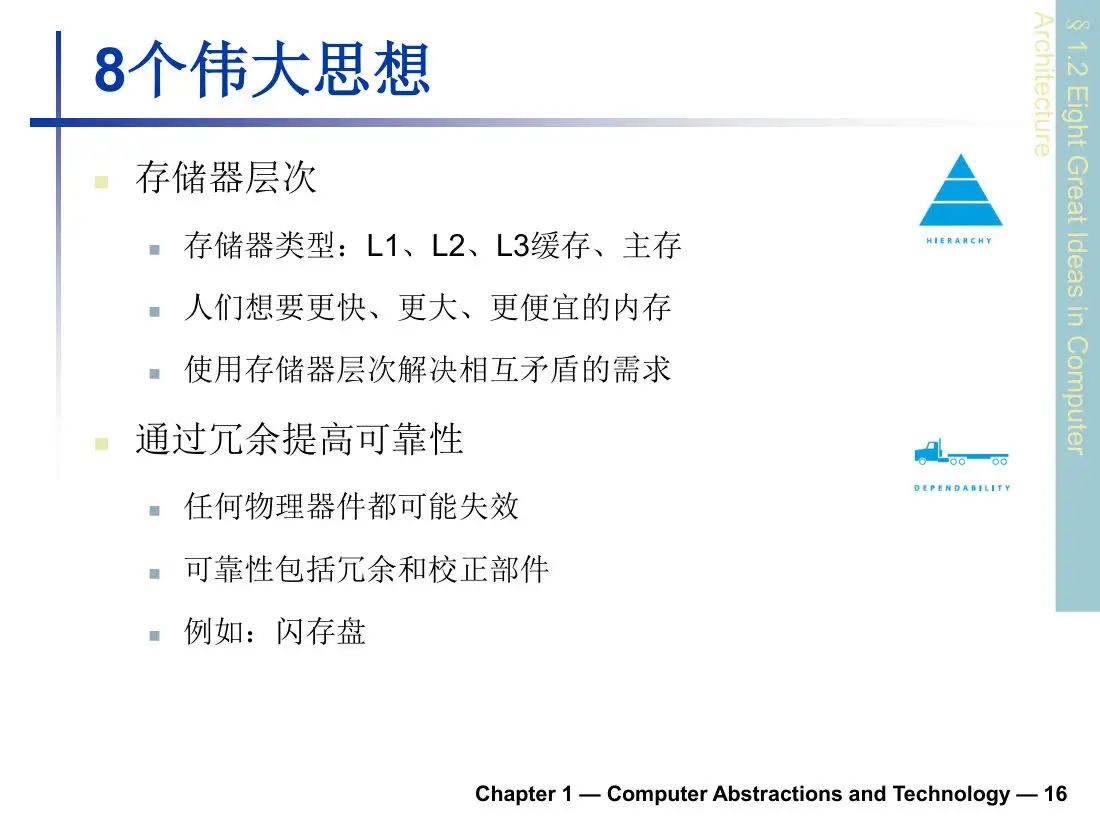 8个伟大思想
存储器层次
存储器类型：L1、L2、L3缓存、主存
人们想要更快、更大、更便宜的内存
使用存储器层次解决相互矛盾的需求
通过冗余提高可靠性
任何物理器件都可能失效
可靠性包括冗余和校正部件
例如：闪存盘
HIERARCHY
DEPENDABILITY
§1.2 Eight Great Ideas in Computer
Architecture
Chapter 1 — Computer Abstractions and Technology — 16